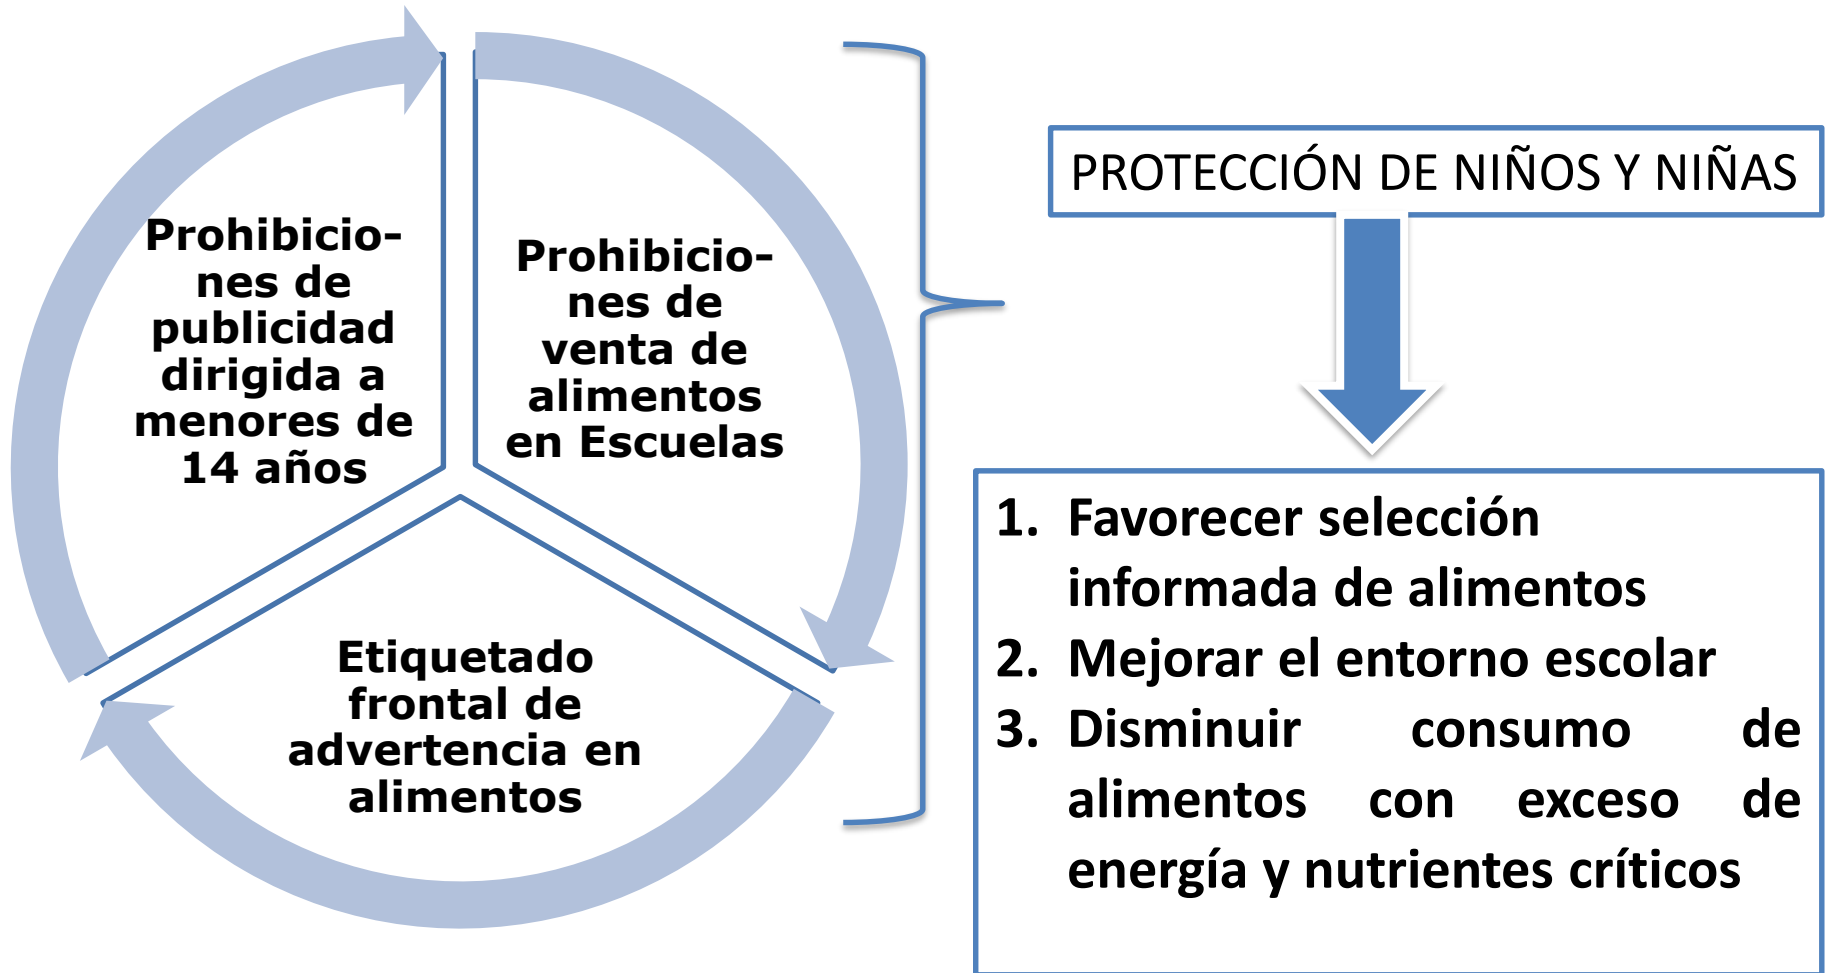 Prohibicio-
nes de
publicidad
dirigida a
menores de
14 años
Prohibicio-
nes de
venta de
alimentos
en Escuelas
Etiquetado
frontal de
advertencia en
alimentos
PROTECCIÓN DE NIÑOS Y NIÑAS
1. Favorecer selección
informada de alimentos
2. Mejorar el entorno escolar
3. Disminuir consumo de
alimentos con exceso de
energía y nutrientes críticos